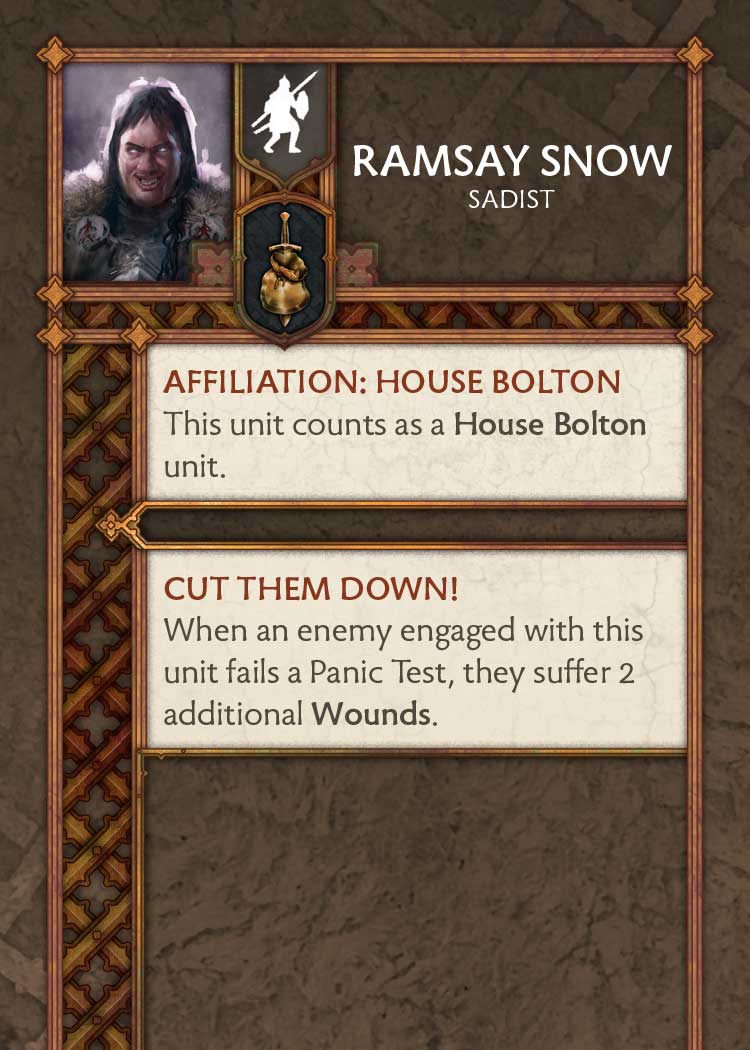 RAMSAY SNOW
SADIST
AFFILIATION: HOUSE BOLTON
This unit counts as a House Bolton
unit.
CUT THEM DOWN!
When an enemy engaged with this
unit fails a Panic Test, they suffer 2
additional Wounds.